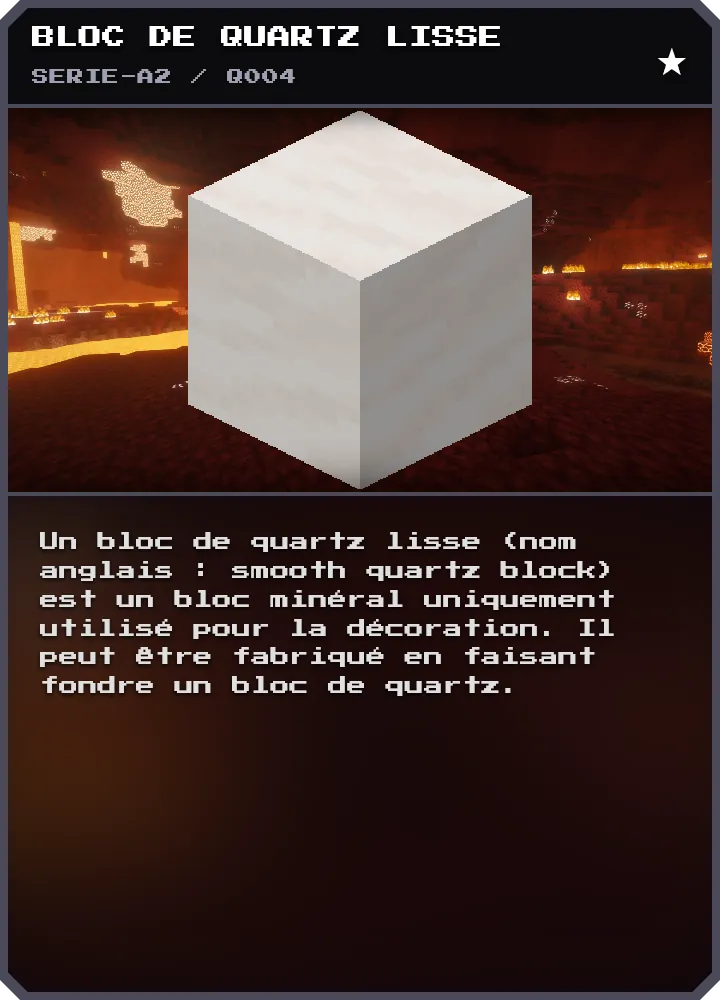 BLOC DE QUARTZ LISSE
SERIE-A2 / Q004
Un bloc de quartz lisse (nom
anglais : smooth quartz block)
est un bloc minéral uniquement
utilisé pour la décoration. Il
peut être fabriqué en faisant
fondre un bloc de quartz.